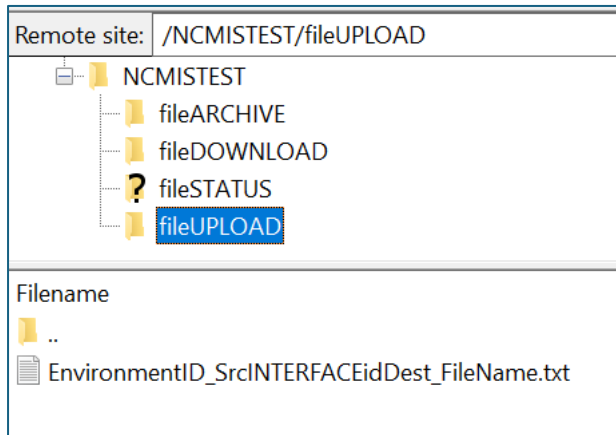 Remote site: /NCMISTEST/fileUPLOAD
NCMISTEST
fileARCHIVE
fileDOWNLOAD
? fileSTATUS
fileUPLOAD
Filename
..
EnvironmentID_SrcINTERFACEidDest_FileName.txt